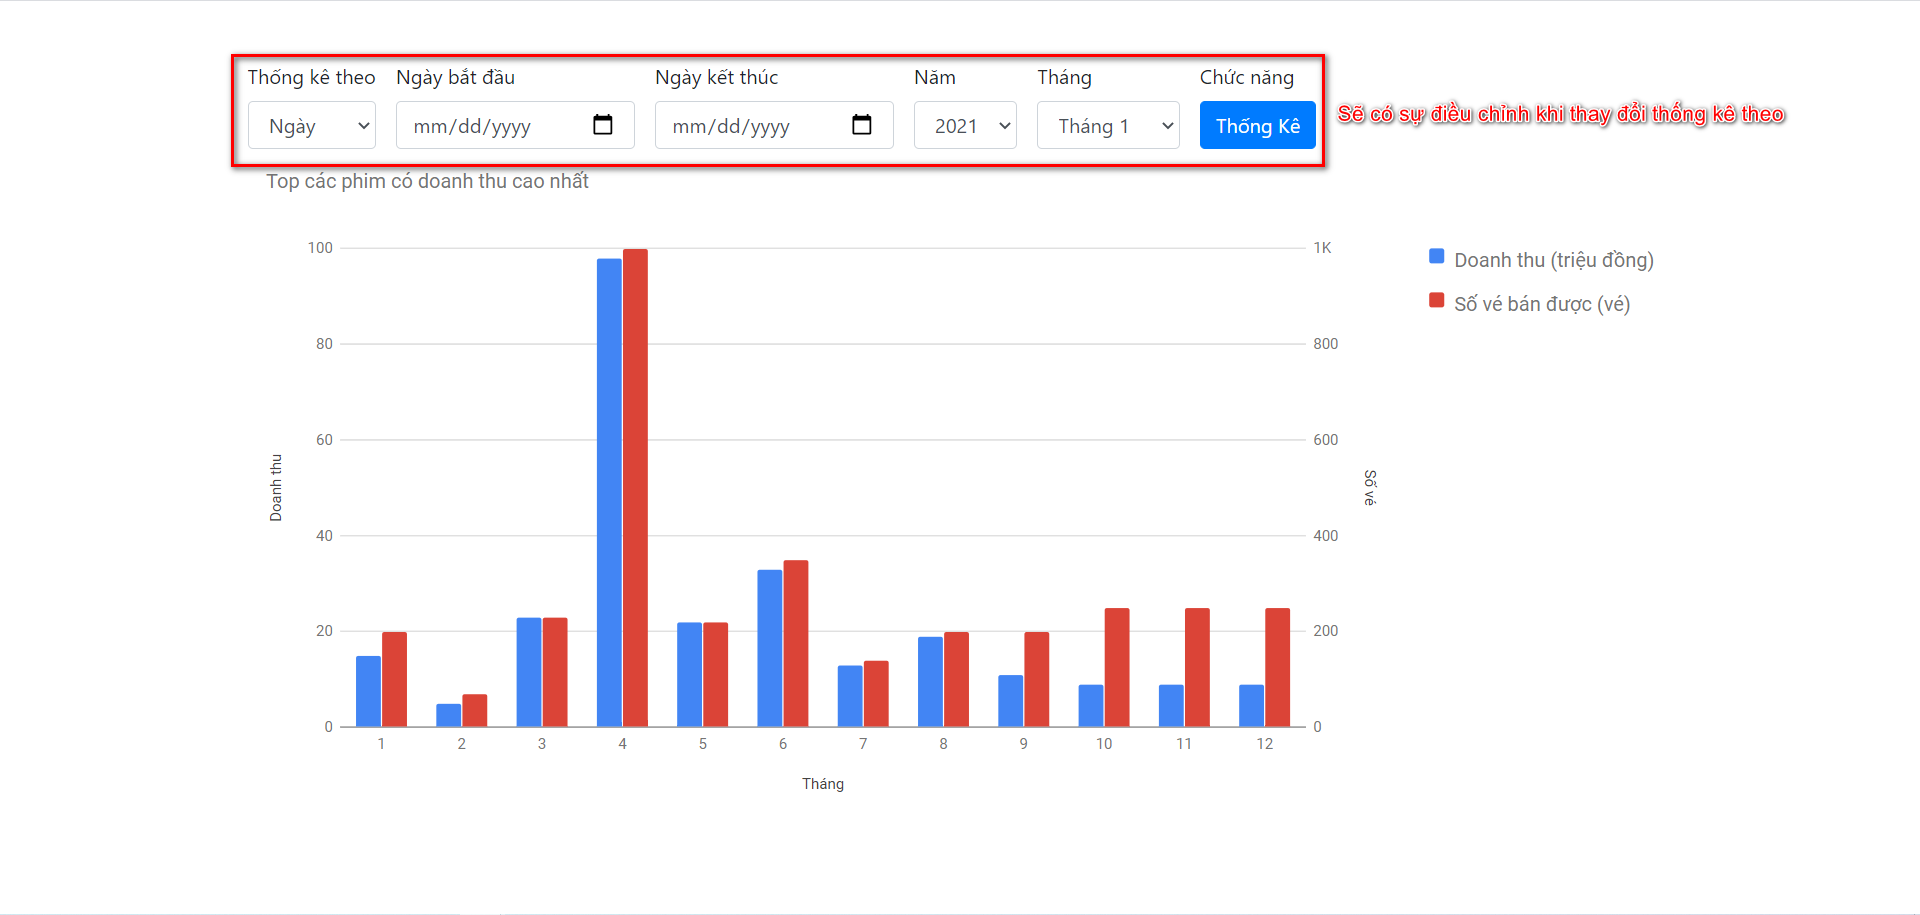 Thống kê theo Ngày bắt đầu Ngày kết thúc Năm Tháng Chức năng
Ngày mm/dd/yyyy mm/dd/yyyy 2021 Tháng 1 Thống Kê
Sẽ có sự điều chỉnh khi thay đổi thống kê theo
Top các phim có doanh thu cao nhất
100 1K
80 800
60 600
40 400
20 200
0 0
Doanh thu
Số vé
1 2 3 4 5 6 7 8 9 10 11 12
Tháng
Doanh thu (triệu đồng)
Số vé bán được (vé)